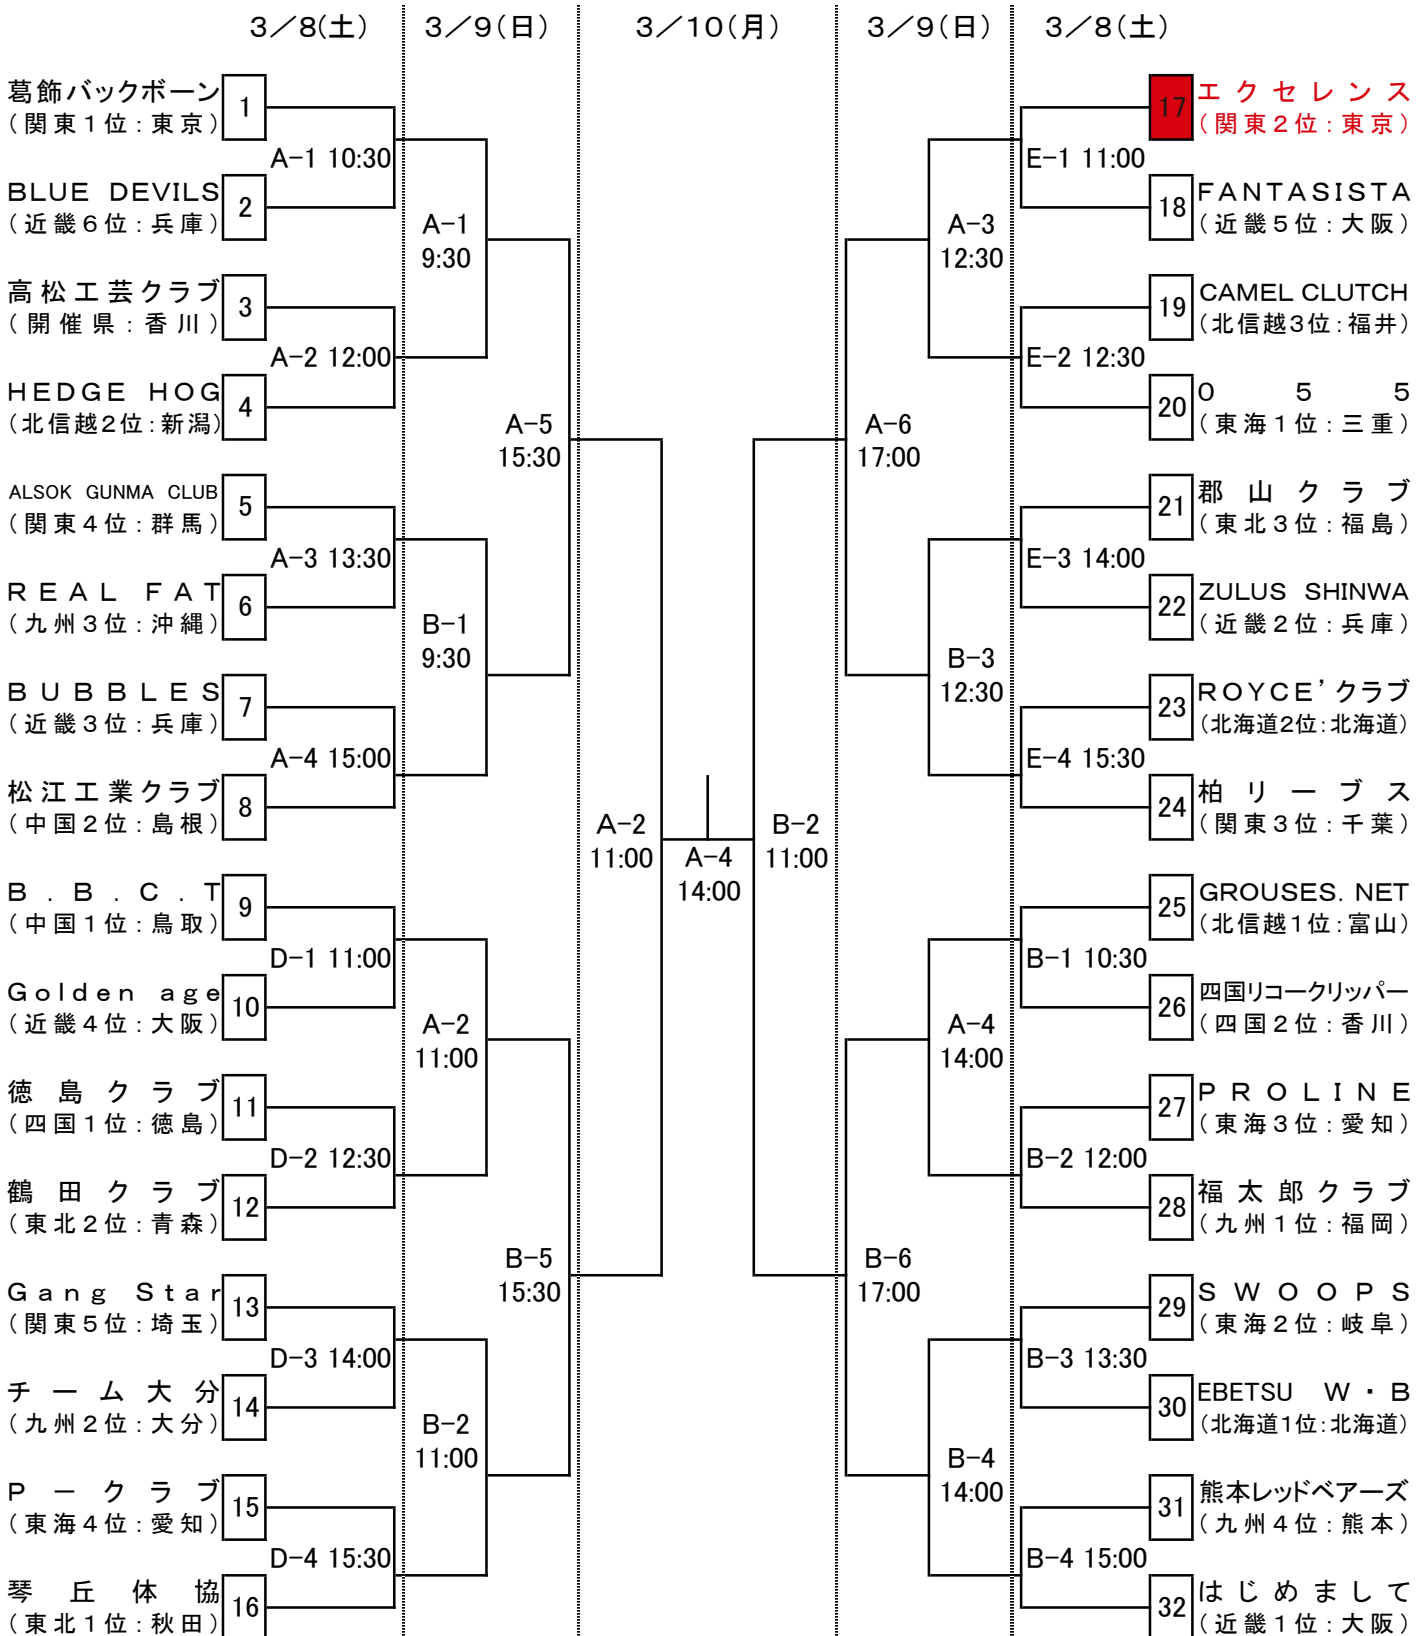 3／8(土)
3／9(日)
3／10(月)
3／9(日)
3／8(土)
葛飾バックボーン
(関東1位：東京)
1
A-1 10:30
BLUE DEVILS
(近畿6位：兵庫)
2
高松工芸クラブ
(開催県：香川)
3
A-2 12:00
HEDGE HOG
(北信越2位：新潟)
4
ALSOK GUNMA CLUB
(関東4位：群馬)
5
A-3 13:30
REAL FAT
(九州3位：沖縄)
6
BUBBLES
(近畿3位：兵庫)
7
A-4 15:00
松江工業クラブ
(中国2位：島根)
8
B.B.C.T
(中国1位：鳥取)
9
D-1 11:00
Golden age
(近畿4位：大阪)
10
徳島クラブ
(四国1位：徳島)
11
D-2 12:30
鶴田クラブ
(東北2位：青森)
12
Gang Star
(関東5位：埼玉)
13
D-3 14:00
チーム大分
(九州2位：大分)
14
P－クラブ
(東海4位：愛知)
15
D-4 15:30
琴丘体協
(東北1位：秋田)
16
A-1
9:30
B-1
9:30
A-2
11:00
B-2
11:00
A-5
15:30
B-5
15:30
A-2
11:00
A-4
14:00
B-2
11:00
A-6
17:00
B-6
17:00
A-3
12:30
B-3
12:30
A-4
14:00
B-4
14:00
17
エクセレンス
(関東2位：東京)
E-1 11:00
18
FANTASISTA
(近畿5位：大阪)
19
CAMEL CLUTCH
(北信越3位：福井)
E-2 12:30
20
055
(東海1位：三重)
21
郡山クラブ
(東北3位：福島)
E-3 14:00
22
ZULUS SHINWA
(近畿2位：兵庫)
23
ROYCE’クラブ
(北海道2位：北海道)
E-4 15:30
24
柏リーブス
(関東3位：千葉)
25
GROUSES. NET
(北信越1位：富山)
B-1 10:30
26
四国リコークリッパー
(四国2位：香川)
27
PROLINE
(東海3位：愛知)
B-2 12:00
28
福太郎クラブ
(九州1位：福岡)
29
SWOOPS
(東海2位：岐阜)
B-3 13:30
30
EBETSU W・B
(北海道1位：北海道)
31
熊本レッドベアーズ
(九州4位：熊本)
B-4 15:00
32
はじめまして
(近畿1位：大阪)